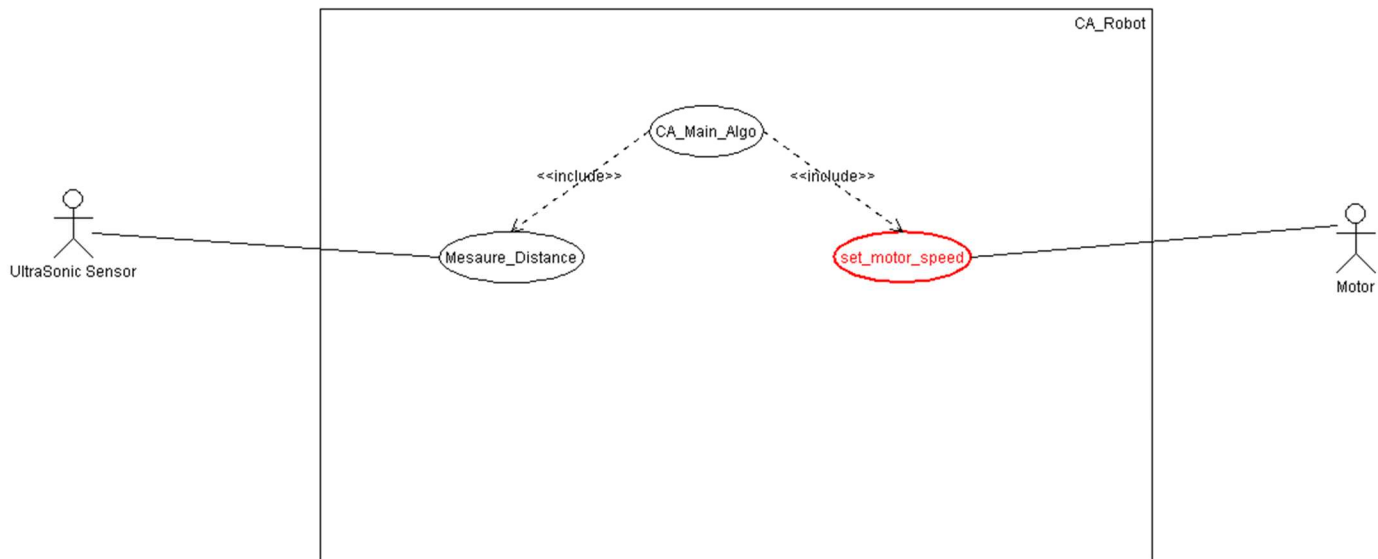 CA_Robot
CA_Main_Algo
<<include>>
<<include>>
UltraSonic Sensor
Mesaure_Distance
set_motor_speed
Motor